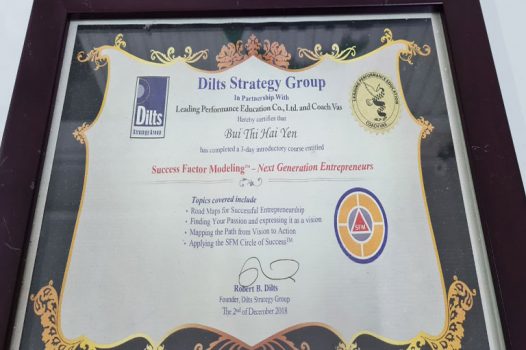 Dilts Strategy Group
In Partnership With
Leading Performance Education Co., Ltd. and Coach Vas
Hereby certifies that
Bui Thi Hai Yen
has completed a 3-day introductory course entitled
Success Factor Modeling™ - Next Generation Entrepreneurs
Topics covered include
• Road Maps for Successful Entrepreneurship
• Finding Your Passion and expressing it as a vision
• Mapping the Path from Vision to Action
• Applying the SFM Circle of Success™
Robert B. Dilts
Founder, Dilts Strategy Group
The 2nd of December 2018
Dilts
Strategy Group
LEADING PERFORMANCE EDUCATION
SFM